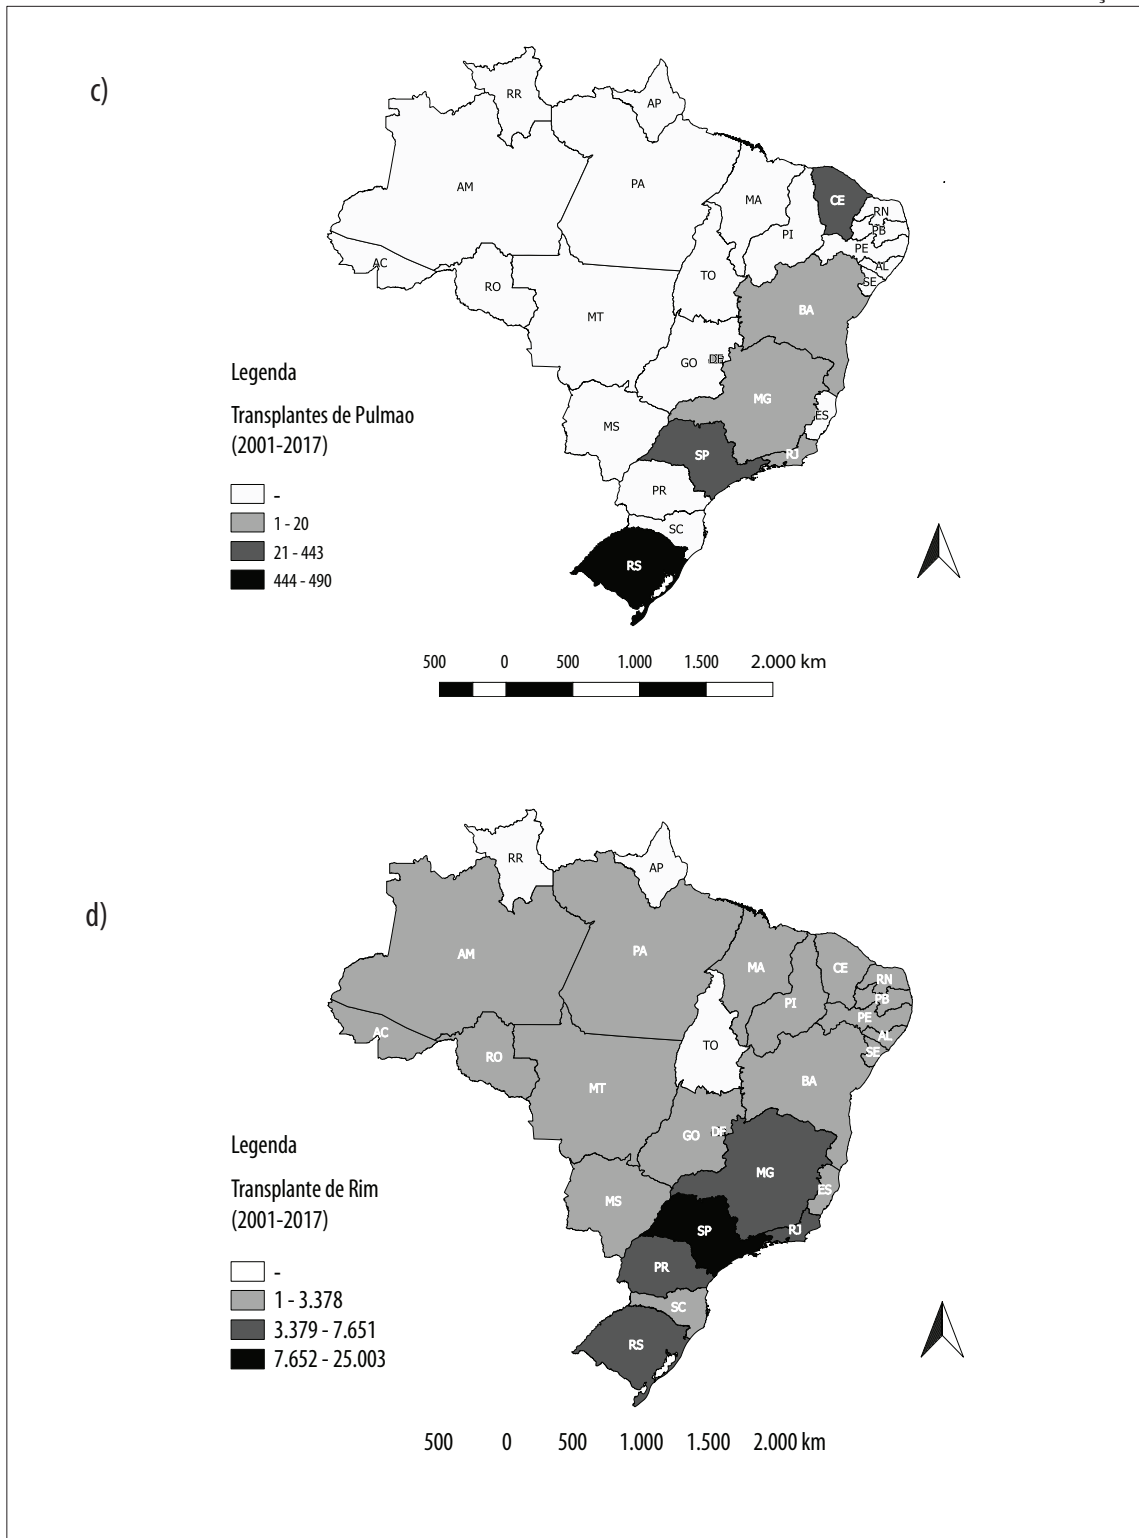 c)
RR
AP
AM
PA
MA
CE
RN
PB
PI
PE
AL
SE
AC
RO
TO
BA
MT
GO
DF
MG
ES
MS
SP
RJ
PR
SC
RS
Legenda
Transplantes de Pulmao
(2001-2017)
-
1 - 20
21 - 443
444 - 490
500 0 500 1.000 1.500 2.000 km
d)
RR
AP
AM
PA
MA
CE
RN
PB
PI
PE
AL
SE
AC
RO
TO
BA
MT
GO
DF
MG
ES
MS
SP
RJ
PR
SC
RS
Legenda
Transplante de Rim
(2001-2017)
-
1 - 3.378
3.379 - 7.651
7.652 - 25.003
500 0 500 1.000 1.500 2.000 km